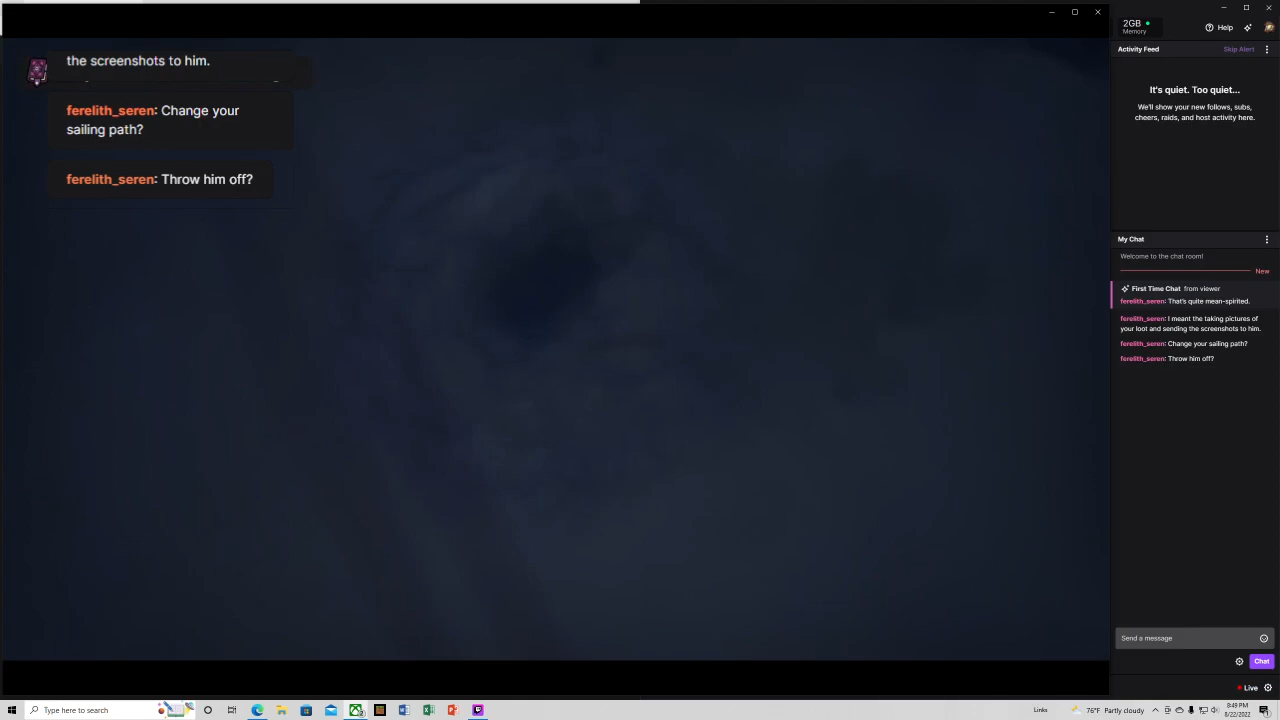 the screenshots to him.
ferelith_seren: Change your
sailing path?
ferelith_seren: Throw him off?
2GB
Memory
Help
Activity Feed
Skip Alert
It's quiet. Too quiet...
We'll show your new follows, subs,
cheers, raids, and host activity here.
My Chat
Welcome to the chat room!
New
First Time Chat from viewer
ferelith_seren: That's quite mean-spirited.
ferelith_seren: I meant the taking pictures of
your loot and sending the screenshots to him.
ferelith_seren: Change your sailing path?
ferelith_seren: Throw him off?
Send a message
Chat
Live
Type here to search
Links
76°F Partly cloudy
8:49 PM
8/22/2022